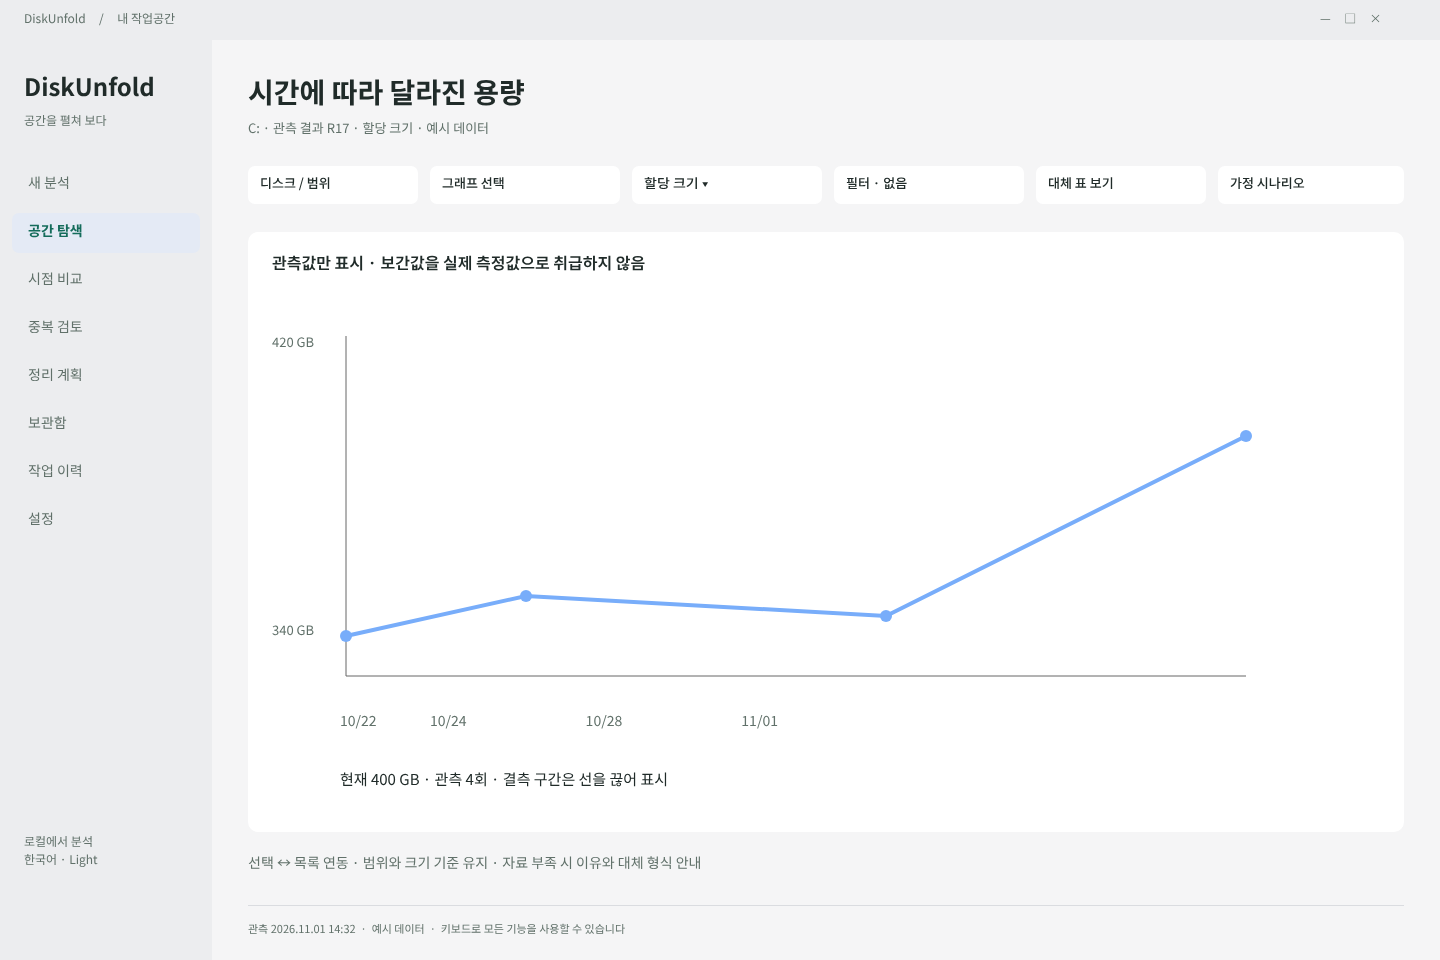 DiskUnfold / 내 작업공간
DiskUnfold
공간을 펼쳐 보다
새 분석
공간 탐색
시점 비교
중복 검토
정리 계획
보관함
작업 이력
설정
로컬에서 분석
한국어 · Light
시간에 따라 달라진 용량
C: · 관측 결과 R17 · 할당 크기 · 예시 데이터
디스크 / 범위
그래프 선택
할당 크기 ▾
필터 · 없음
대체 표 보기
가정 시나리오
관측값만 표시 · 보간값을 실제 측정값으로 취급하지 않음
420 GB
340 GB
10/22 10/24 10/28 11/01
현재 400 GB · 관측 4회 · 결측 구간은 선을 끊어 표시
선택 ↔ 목록 연동 · 범위와 크기 기준 유지 · 자료 부족 시 이유와 대체 형식 안내
관측 2026.11.01 14:32 · 예시 데이터 · 키보드로 모든 기능을 사용할 수 있습니다